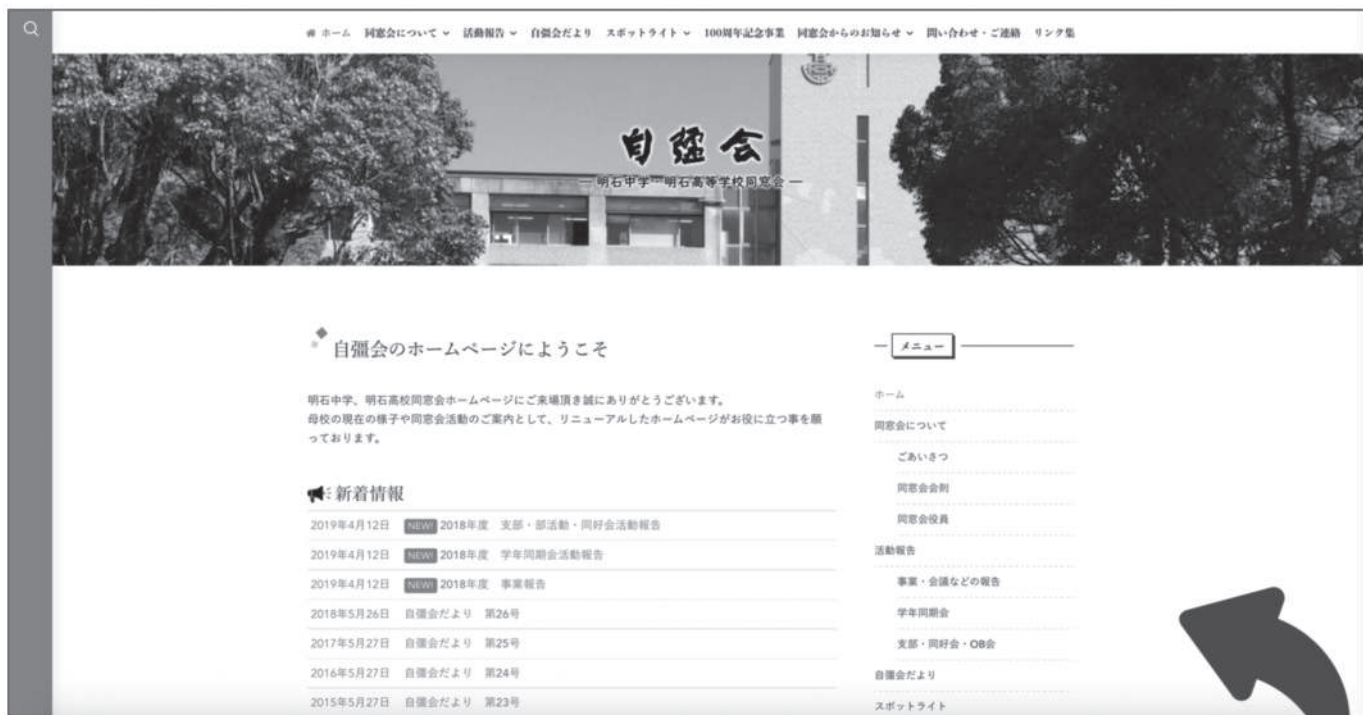 ホーム 同窓会について 活動報告 自彊会だより スポットライト 100周年記念事業 同窓会からのお知らせ 問い合わせ・ご連絡 リンク集
自彊会
― 明石中学・明石高等学校同窓会 ―
自彊会のホームページにようこそ
明石中学、明石高校同窓会ホームページにご来場頂き誠にありがとうございます。
母校の現在の様子や同窓会活動のご案内として、リニューアルしたホームページがお役に立つ事を願
っております。
新着情報
2019年4月12日 NEW! 2018年度 支部・部活動・同好会活動報告
2019年4月12日 NEW! 2018年度 学年同期会活動報告
2019年4月12日 NEW! 2018年度 事業報告
2018年5月26日 自彊会だより 第26号
2017年5月27日 自彊会だより 第25号
2016年5月27日 自彊会だより 第24号
2015年5月27日 自彊会だより 第23号
メニュー
ホーム
同窓会について
ごあいさつ
同窓会会則
同窓会役員
活動報告
事業・会議などの報告
学年同期会
支部・同好会・OB会
自彊会だより
スポットライト